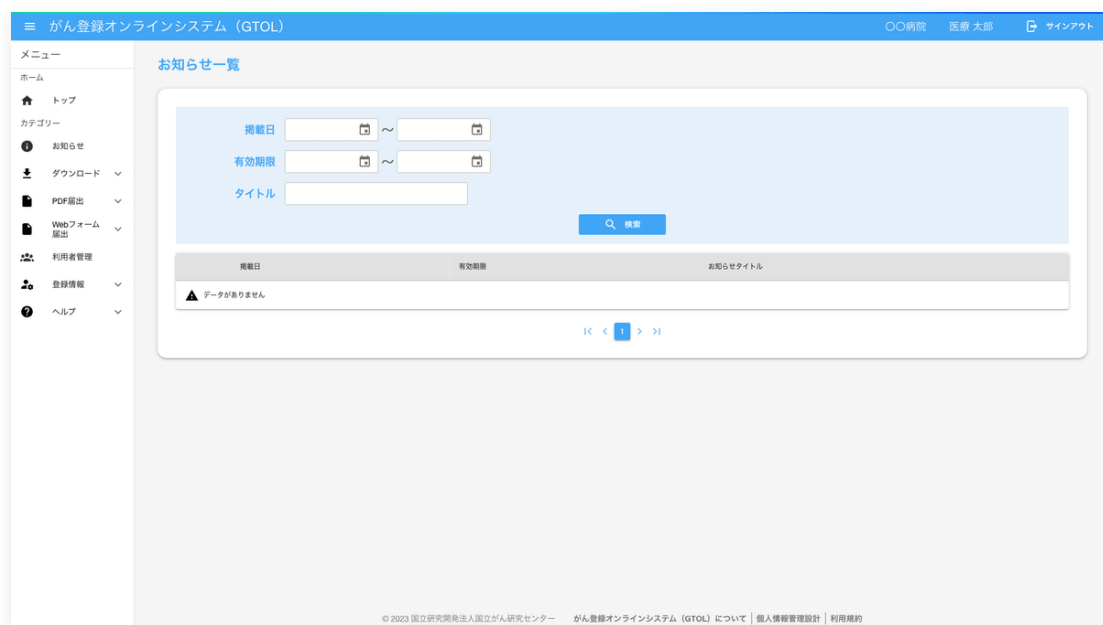 がん登録オンラインシステム（GTOL）
〇〇病院 医療 太郎 サインアウト
メニュー
ホーム
トップ
カテゴリー
お知らせ
ダウンロード
PDF届出
Webフォーム
届出
利用者管理
登録情報
ヘルプ
お知らせ一覧
掲載日 ～
有効期限 ～
タイトル
検索
掲載日 有効期限 お知らせタイトル
データがありません
1
© 2023 国立研究開発法人国立がん研究センター がん登録オンラインシステム（GTOL）について | 個人情報管理設計 | 利用規約